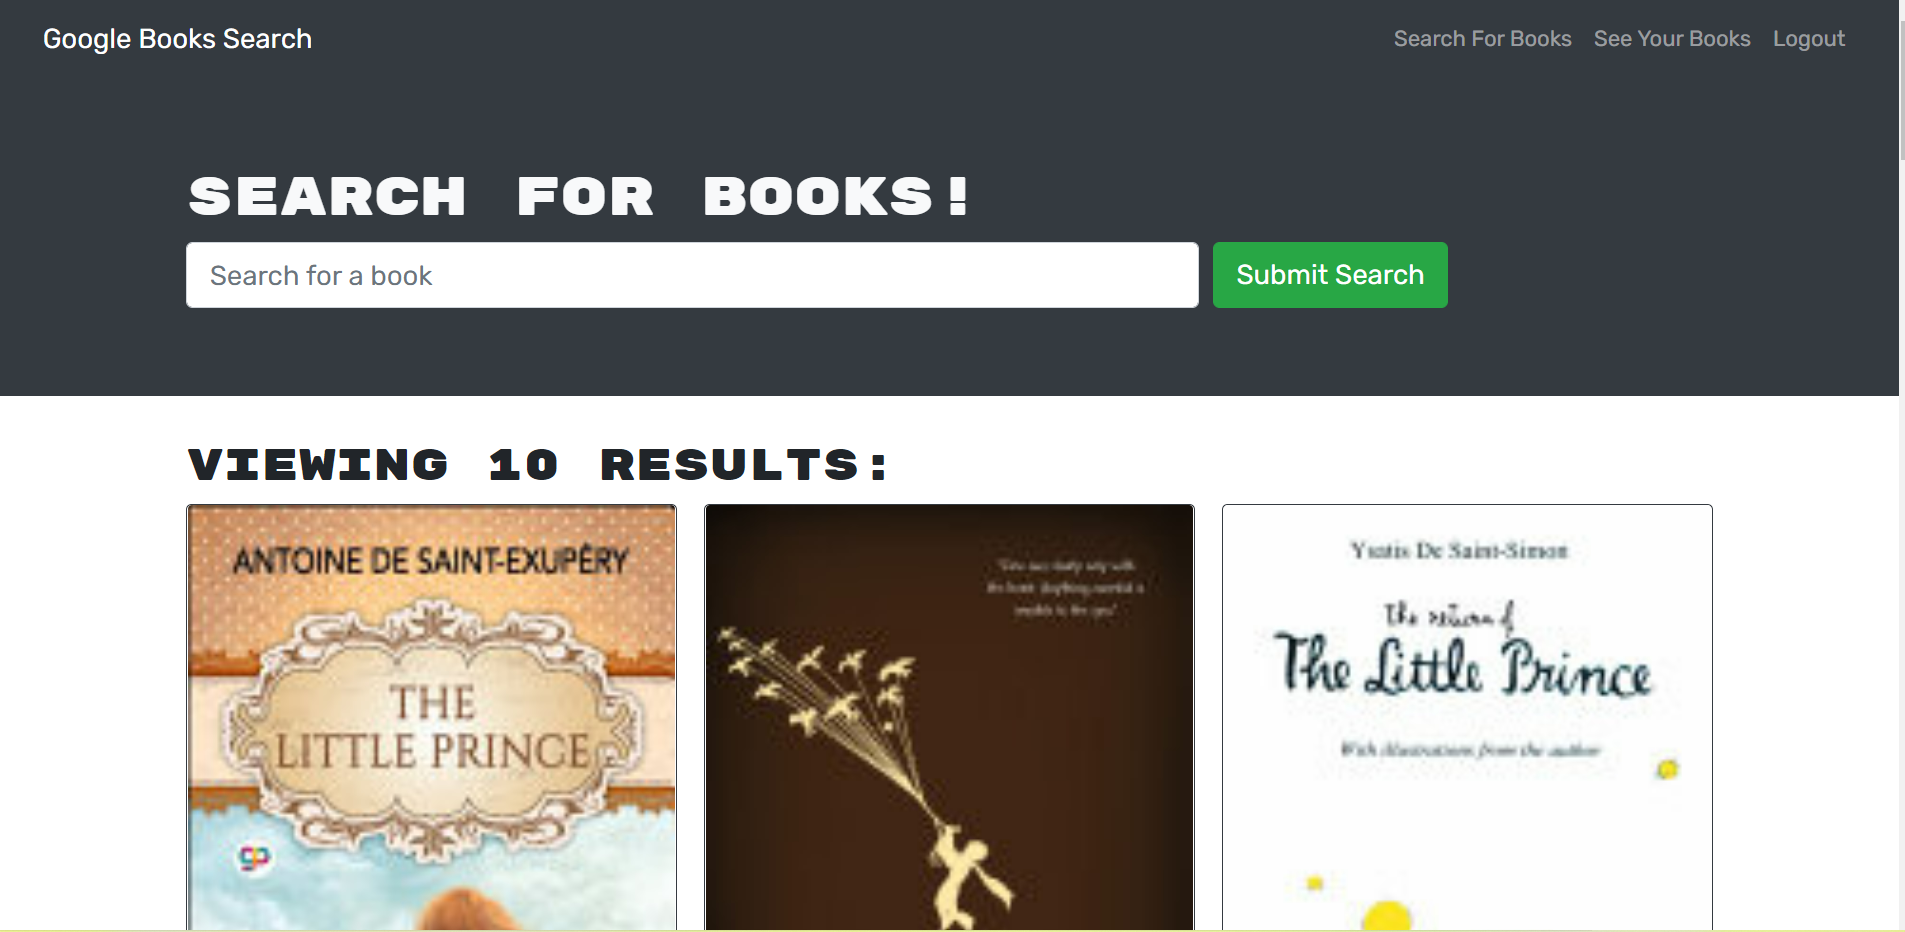 Google Books Search
Search For Books See Your Books Logout
SEARCH FOR BOOKS!
Search for a book
Submit Search
VIEWING 10 RESULTS:
ANTOINE DE SAINT-EXUPÉRY
THE
LITTLE PRINCE
gp
Ysatis De Saint-Simon
The return of
The Little Prince
With illustrations from the author